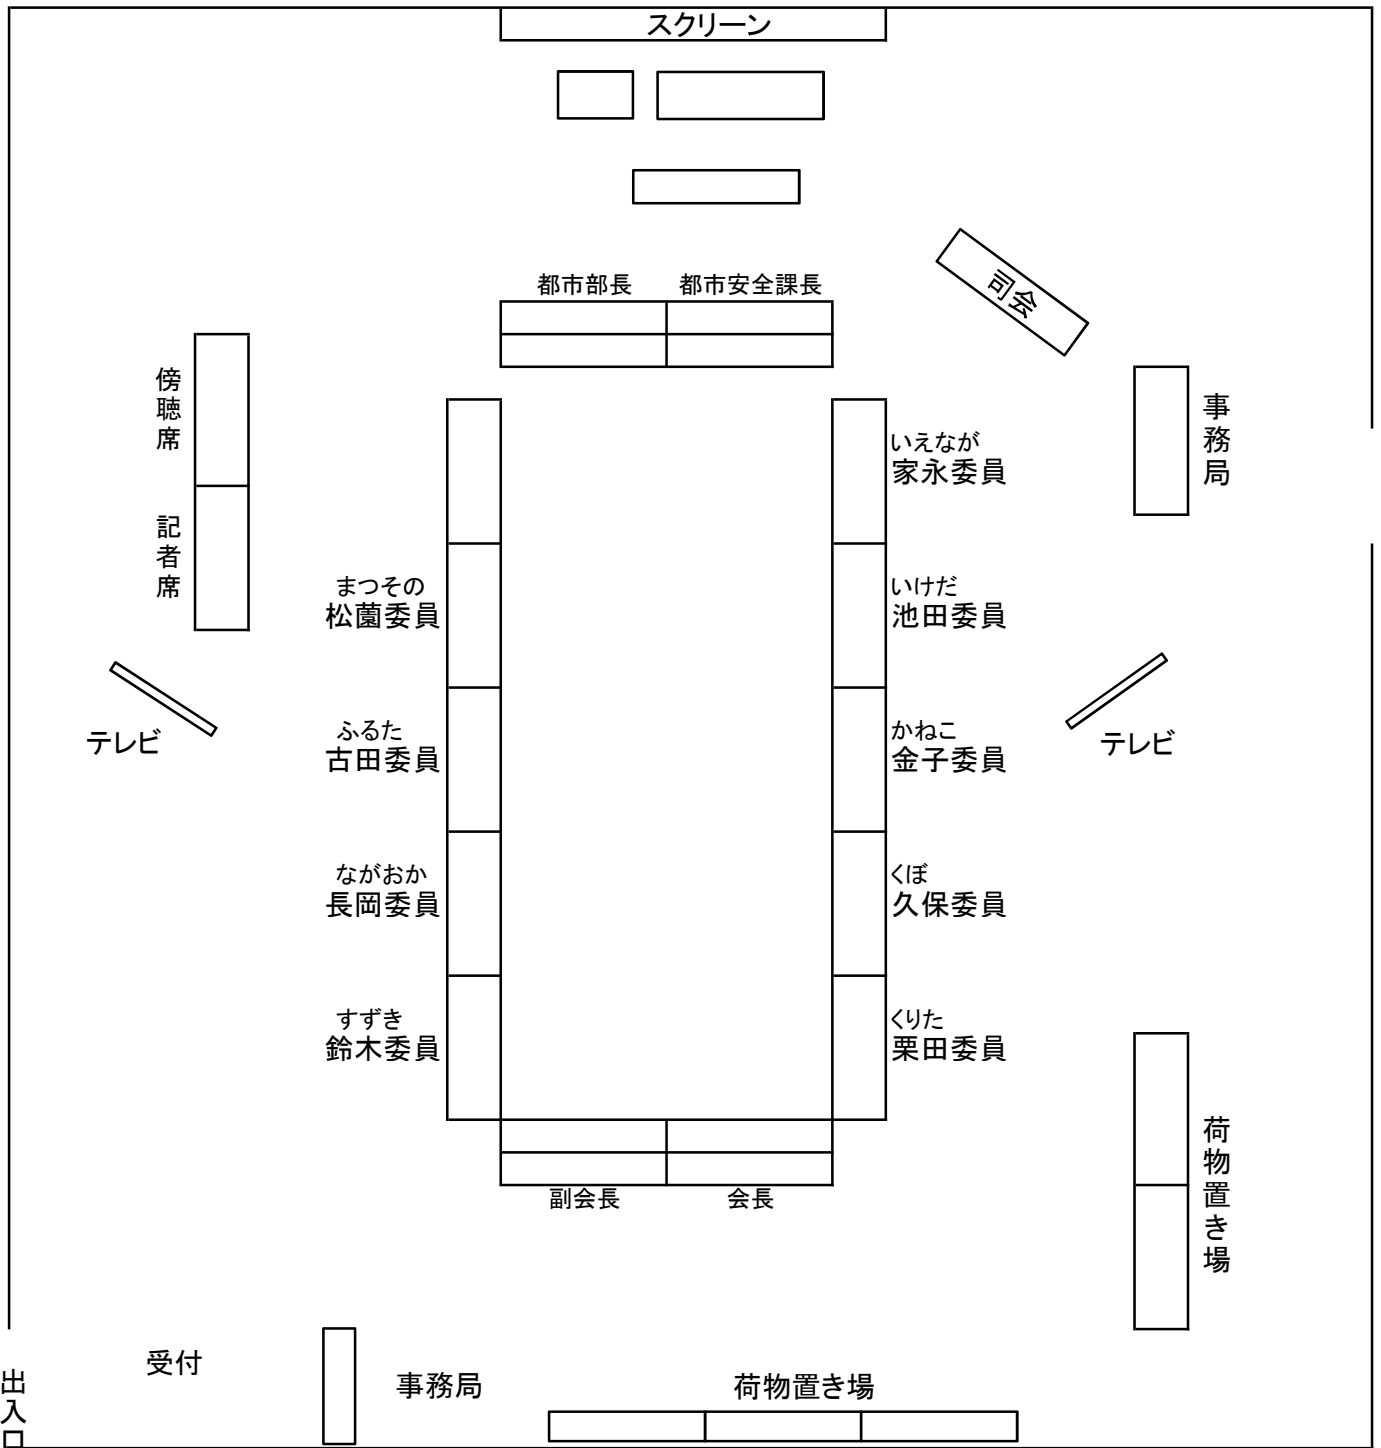 スクリーン
都市部長
都市安全課長
司会
傍聴席
記者席
事務局
いえなが
家永委員
まつその
松薗委員
いけだ
池田委員
ふるた
古田委員
かねこ
金子委員
テレビ
テレビ
ながおか
長岡委員
くぼ
久保委員
すずき
鈴木委員
くりた
栗田委員
副会長
会長
荷物置き場
受付
事務局
荷物置き場
出入口